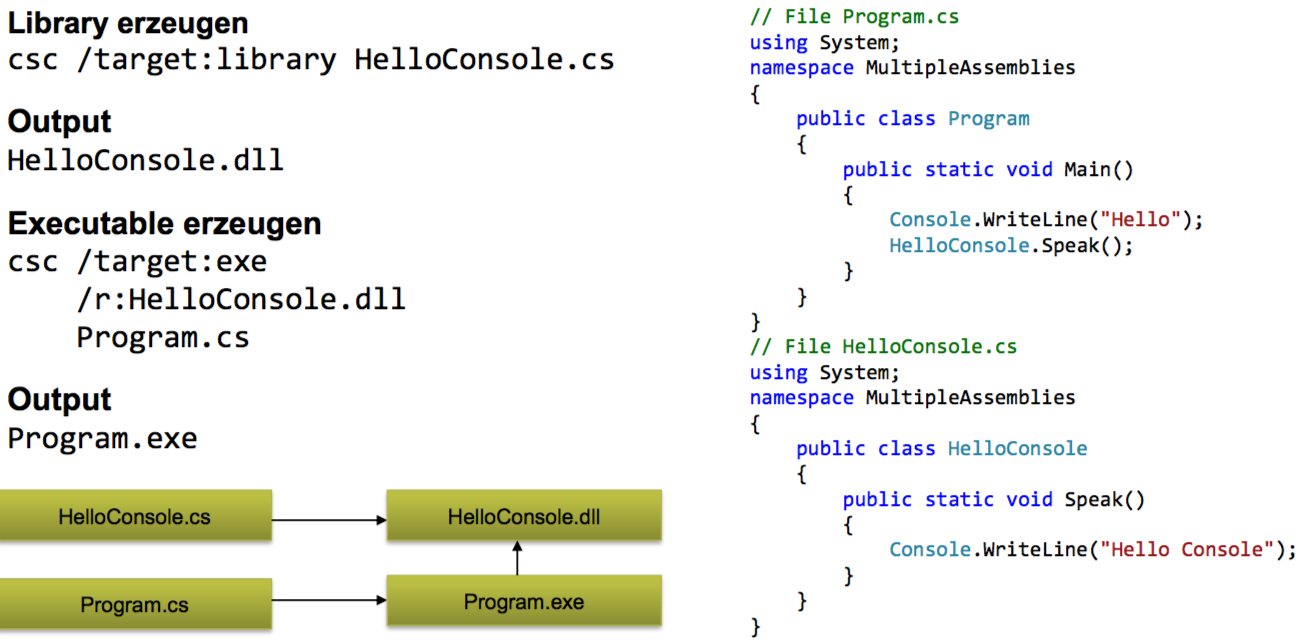 Library erzeugen
csc /target:library HelloConsole.cs
Output
HelloConsole.dll
Executable erzeugen
csc /target:exe
    /r:HelloConsole.dll
    Program.cs
Output
Program.exe
HelloConsole.cs
HelloConsole.dll
Program.cs
Program.exe
// File Program.cs
using System;
namespace MultipleAssemblies
{
    public class Program
    {
        public static void Main()
        {
            Console.WriteLine("Hello");
            HelloConsole.Speak();
        }
    }
}
// File HelloConsole.cs
using System;
namespace MultipleAssemblies
{
    public class HelloConsole
    {
        public static void Speak()
        {
            Console.WriteLine("Hello Console");
        }
    }
}